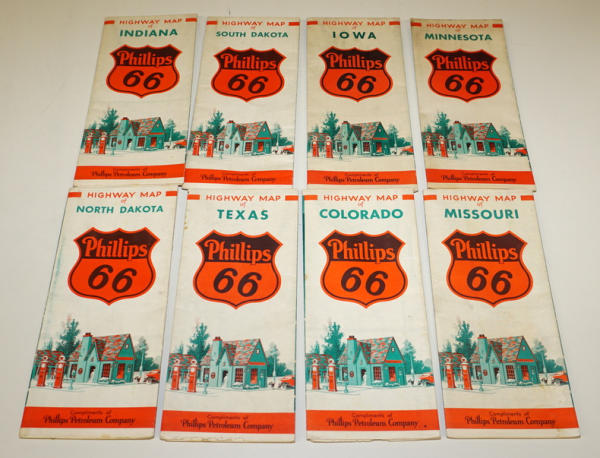 HIGHWAY MAP
of
INDIANA
Phillips
66
Compliments of
Phillips Petroleum Company
HIGHWAY MAP
of
SOUTH DAKOTA
Phillips
66
Compliments of
Phillips Petroleum Company
HIGHWAY MAP
of
IOWA
Phillips
66
Compliments of
Phillips Petroleum Company
HIGHWAY MAP
of
MINNESOTA
Phillips
66
Compliments of
Phillips Petroleum Company
HIGHWAY MAP
of
NORTH DAKOTA
Phillips
66
Compliments of
Phillips Petroleum Company
HIGHWAY MAP
of
TEXAS
Phillips
66
Compliments of
Phillips Petroleum Company
HIGHWAY MAP
of
COLORADO
Phillips
66
Compliments of
Phillips Petroleum Company
HIGHWAY MAP
of
MISSOURI
Phillips
66
Compliments of
Phillips Petroleum Company